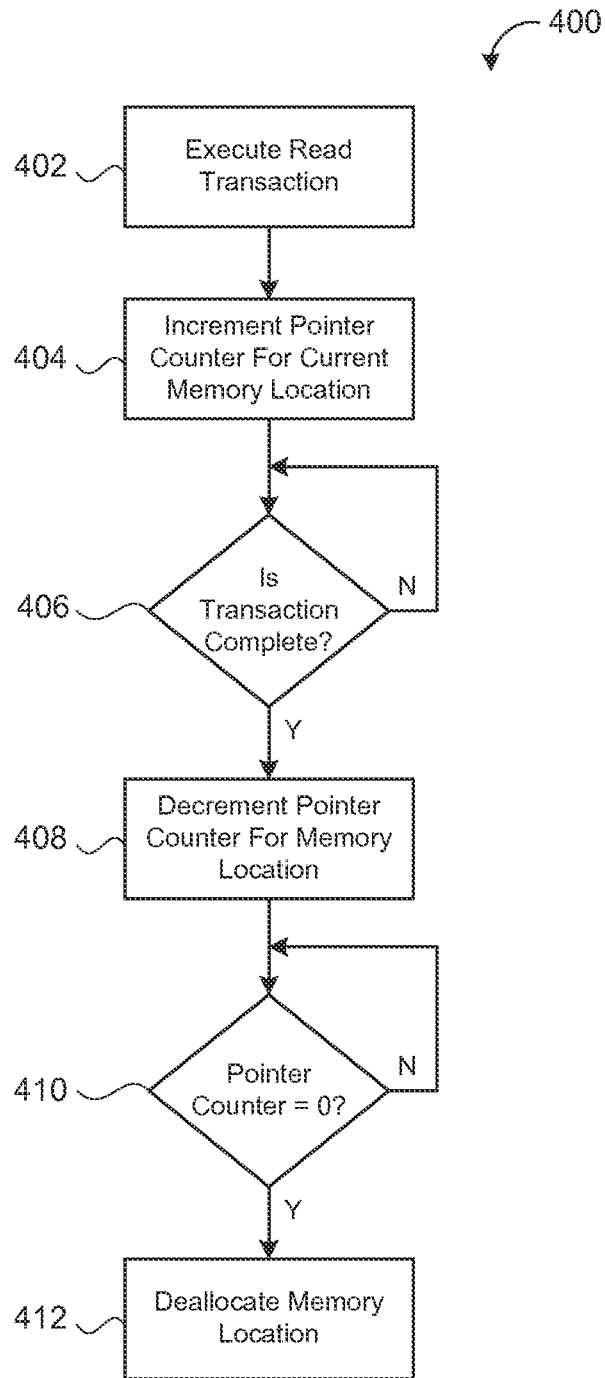 400
402
Execute Read
Transaction
404
Increment Pointer
Counter For Current
Memory Location
406
Is
Transaction
Complete?
N
Y
408
Decrement Pointer
Counter For Memory
Location
410
Pointer
Counter = 0?
N
Y
412
Deallocate Memory
Location